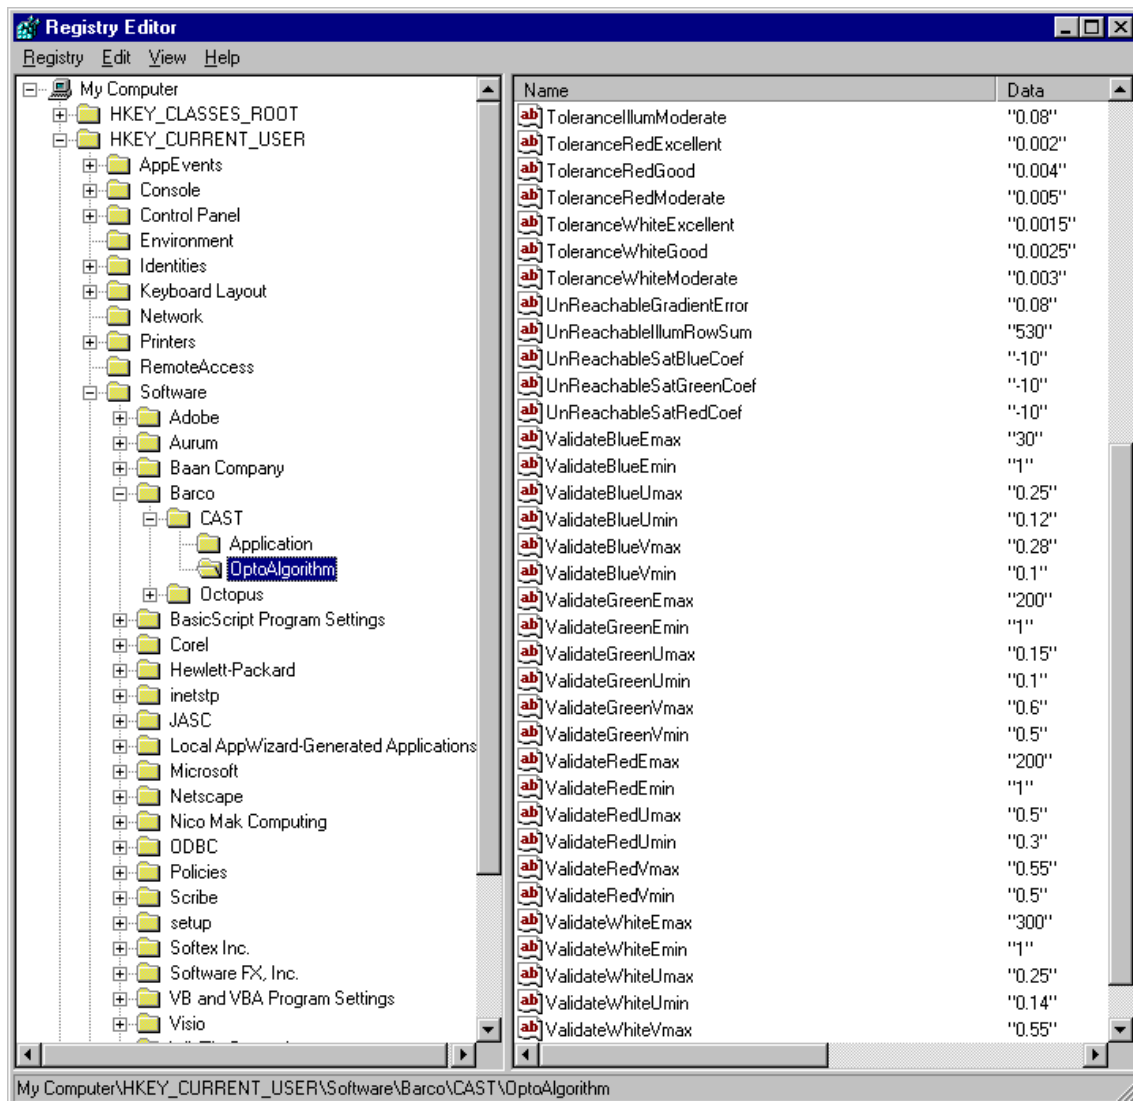 Registry Editor
Registry Edit View Help
My Computer
HKEY_CLASSES_ROOT
HKEY_CURRENT_USER
AppEvents
Console
Control Panel
Environment
Identities
Keyboard Layout
Network
Printers
RemoteAccess
Software
Adobe
Aurum
Baan Company
Barco
CAST
Application
OptoAlgorithm
Octopus
BasicScript Program Settings
Corel
Hewlett-Packard
inetstp
JASC
Local AppWizard-Generated Applications
Microsoft
Netscape
Nico Mak Computing
ODBC
Policies
Scribe
setup
Softex Inc.
Software FX, Inc.
VB and VBA Program Settings
Visio
Name Data
ToleranceIllumModerate "0.08"
ToleranceRedExcellent "0.002"
ToleranceRedGood "0.004"
ToleranceRedModerate "0.005"
ToleranceWhiteExcellent "0.0015"
ToleranceWhiteGood "0.0025"
ToleranceWhiteModerate "0.003"
UnReachableGradientError "0.08"
UnReachableIllumRowSum "530"
UnReachableSatBlueCoef "-10"
UnReachableSatGreenCoef "-10"
UnReachableSatRedCoef "-10"
ValidateBlueEmax "30"
ValidateBlueEmin "1"
ValidateBlueUmax "0.25"
ValidateBlueUmin "0.12"
ValidateBlueVmax "0.28"
ValidateBlueVmin "0.1"
ValidateGreenEmax "200"
ValidateGreenEmin "1"
ValidateGreenUmax "0.15"
ValidateGreenUmin "0.1"
ValidateGreenVmax "0.6"
ValidateGreenVmin "0.5"
ValidateRedEmax "200"
ValidateRedEmin "1"
ValidateRedUmax "0.5"
ValidateRedUmin "0.3"
ValidateRedVmax "0.55"
ValidateRedVmin "0.5"
ValidateWhiteEmax "300"
ValidateWhiteEmin "1"
ValidateWhiteUmax "0.25"
ValidateWhiteUmin "0.14"
ValidateWhiteVmax "0.55"
My Computer\HKEY_CURRENT_USER\Software\Barco\CAST\OptoAlgorithm